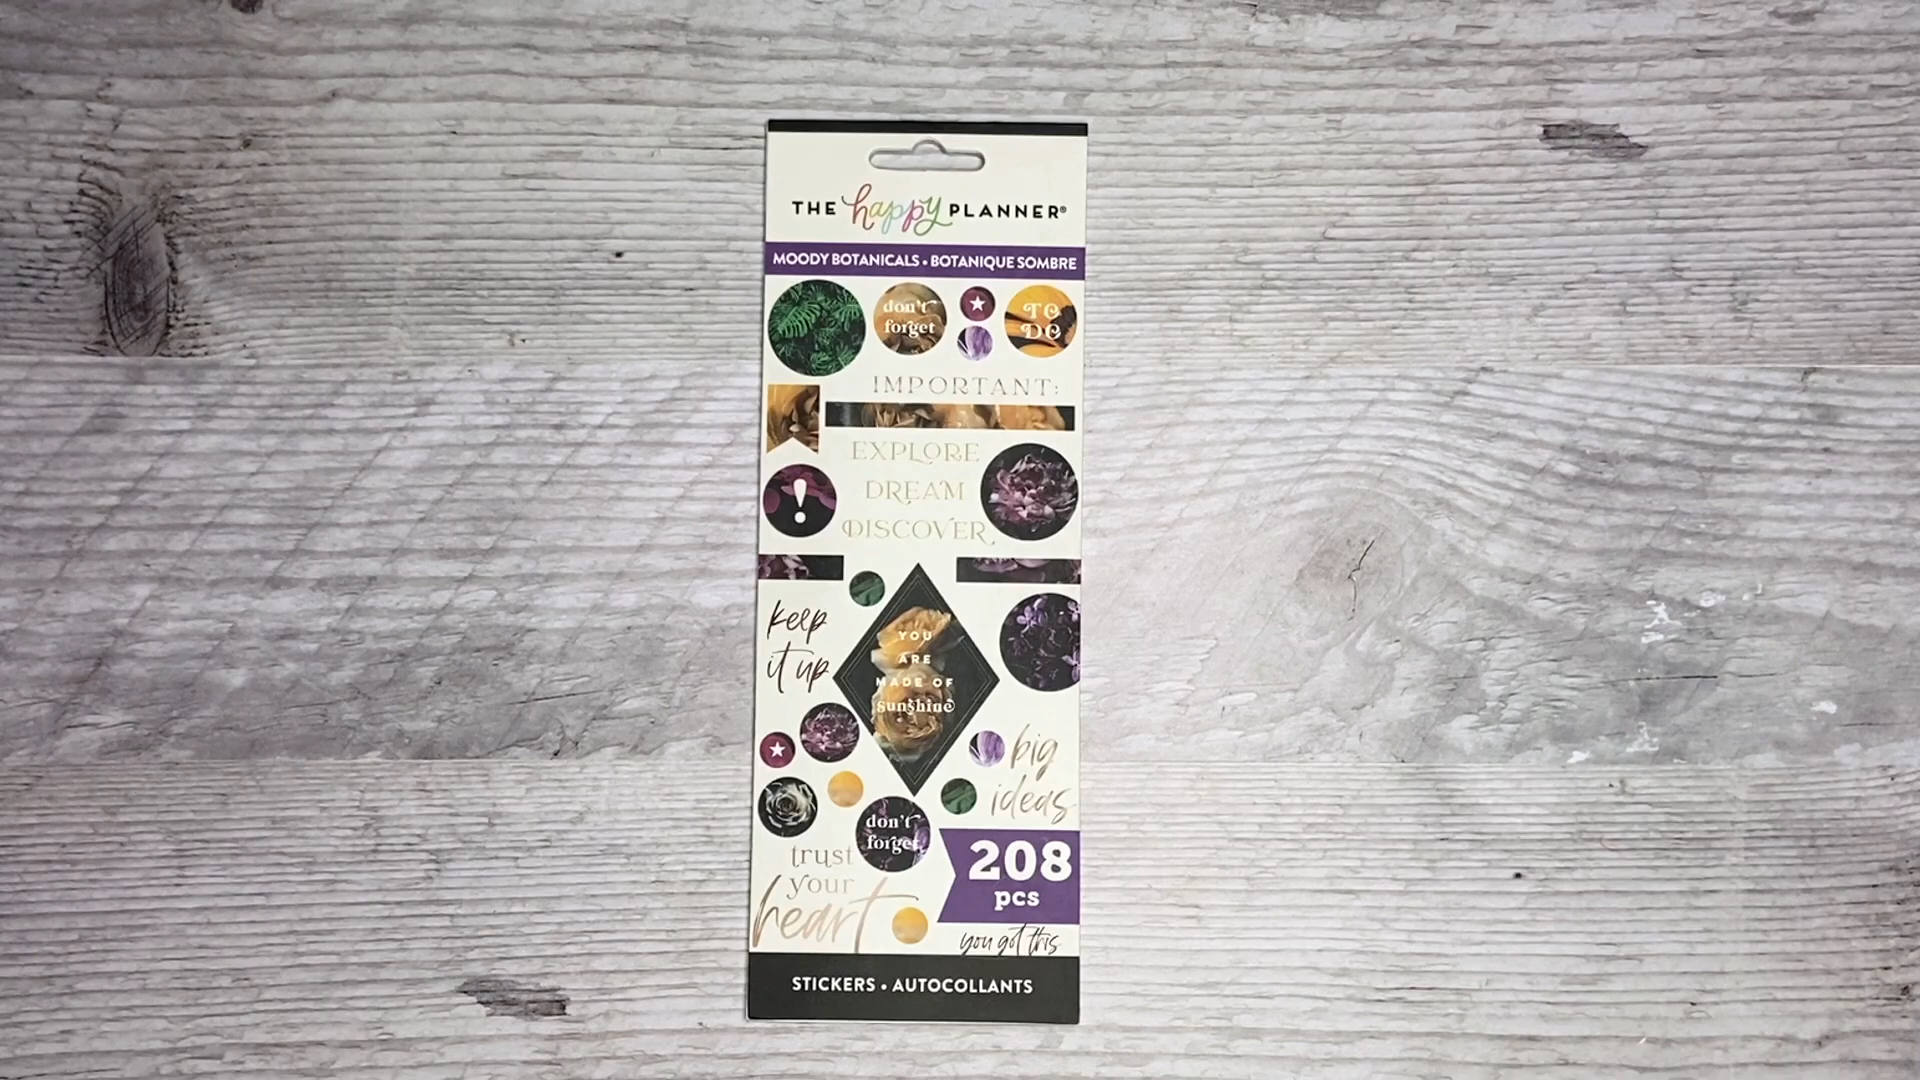 THE happy PLANNER®
MOODY BOTANICALS • BOTANIQUE SOMBRE
don't
forget
TO
DO
IMPORTANT:
EXPLORE
DREAM
DISCOVER
!
keep
it up
YOU
ARE
MADE OF
sunshine
big
ideas
don't
forget
trust
your
heart
208
pcs
you got this
STICKERS • AUTOCOLLANTS